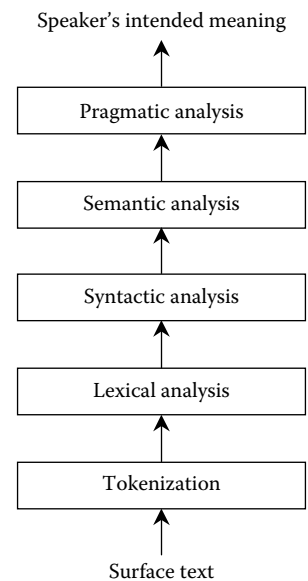 Speaker’s intended meaning
Pragmatic analysis
Semantic analysis
Syntactic analysis
Lexical analysis
Tokenization
Surface text